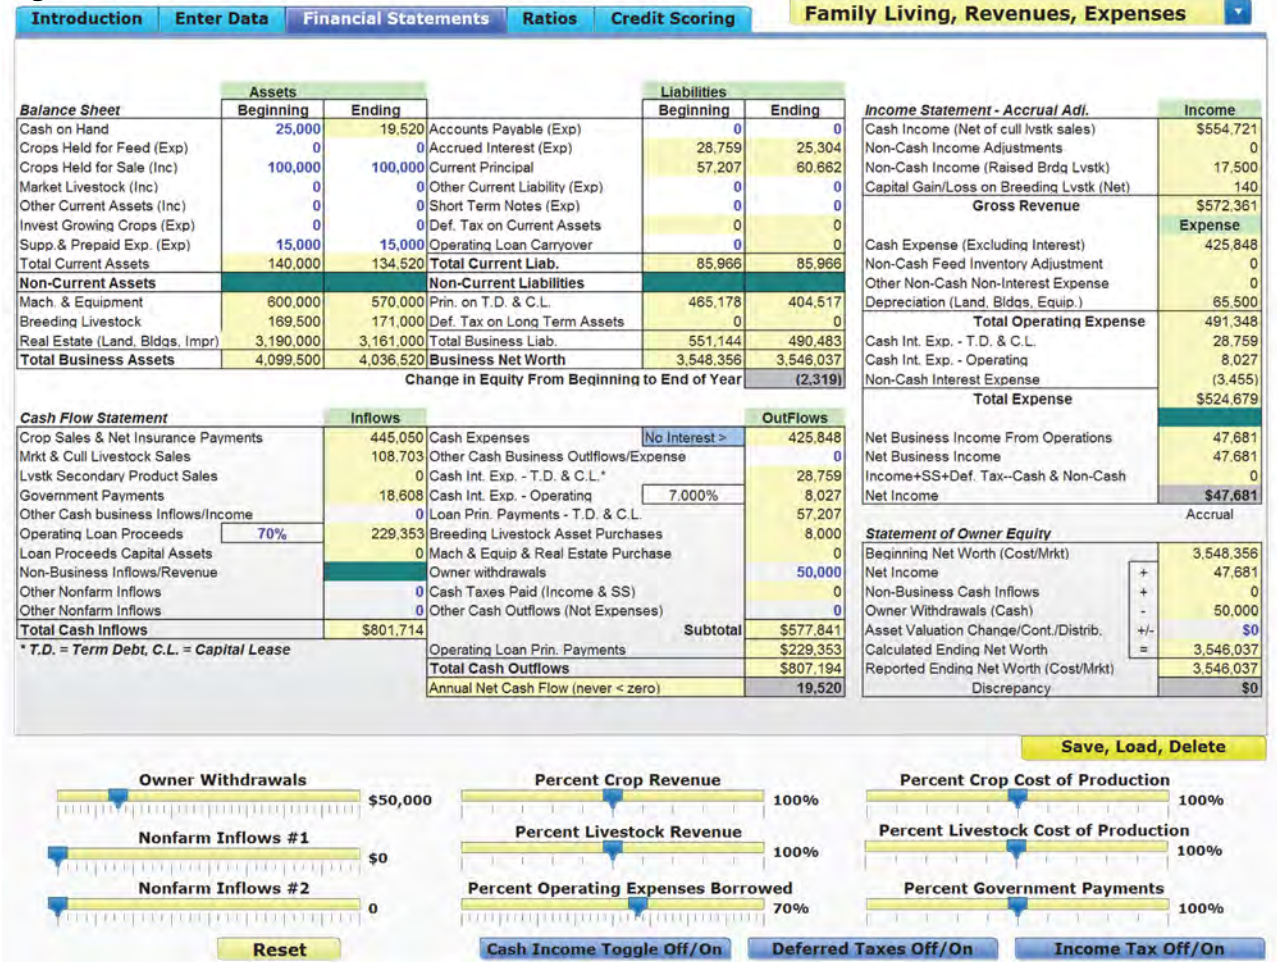 Introduction Enter Data Financial Statements Ratios Credit Scoring Family Living, Revenues, Expenses
Assets Liabilities
Balance Sheet Beginning Ending Beginning Ending
Cash on Hand 25,000 19,520 Accounts Payable (Exp) 0 0
Crops Held for Feed (Exp) 0 0 Accrued Interest (Exp) 28,759 25,304
Crops Held for Sale (Inc) 100,000 100,000 Current Principal 57,207 60,662
Market Livestock (Inc) 0 0 Other Current Liability (Exp) 0 0
Other Current Assets (Inc) 0 0 Short Term Notes (Exp) 0 0
Invest Growing Crops (Exp) 0 0 Def. Tax on Current Assets 0 0
Supp.& Prepaid Exp. (Exp) 15,000 15,000 Operating Loan Carryover 0 0
Total Current Assets 140,000 134,520 Total Current Liab. 85,966 85,966
Non-Current Assets Non-Current Liabilities
Mach. & Equipment 600,000 570,000 Prin. on T.D. & C.L. 465,178 404,517
Breeding Livestock 169,500 171,000 Def. Tax on Long Term Assets 0 0
Real Estate (Land, Bldgs, Impr) 3,190,000 3,161,000 Total Business Liab. 551,144 490,483
Total Business Assets 4,099,500 4,036,520 Business Net Worth 3,548,356 3,546,037
Change in Equity From Beginning to End of Year (2,319)
Cash Flow Statement Inflows OutFlows
Crop Sales & Net Insurance Payments 445,050 Cash Expenses No Interest > 425,848
Mrkt & Cull Livestock Sales 108,703 Other Cash Business Outlflows/Expense 0
Lvstk Secondary Product Sales 0 Cash Int. Exp. - T.D. & C.L.* 28,759
Government Payments 18,608 Cash Int. Exp. - Operating 7.000% 8,027
Other Cash business Inflows/Income 0 Loan Prin. Payments - T.D. & C.L. 57,207
Operating Loan Proceeds 70% 229,353 Breeding Livestock Asset Purchases 8,000
Loan Proceeds Capital Assets 0 Mach & Equip & Real Estate Purchase 0
Non-Business Inflows/Revenue Owner withdrawals 50,000
Other Nonfarm Inflows 0 Cash Taxes Paid (Income & SS) 0
Other Nonfarm Inflows 0 Other Cash Outflows (Not Expenses) 0
Total Cash Inflows $801,714 Subtotal $577,841
* T.D. = Term Debt, C.L. = Capital Lease Operating Loan Prin. Payments $229,353
Total Cash Outflows $807,194
Annual Net Cash Flow (never < zero) 19,520
Income Statement - Accrual Adj. Income
Cash Income (Net of cull lvstk sales) $554,721
Non-Cash Income Adjustments 0
Non-Cash Income (Raised Brdg Lvstk) 17,500
Capital Gain/Loss on Breeding Lvstk (Net) 140
Gross Revenue $572,361
Expense
Cash Expense (Excluding Interest) 425,848
Non-Cash Feed Inventory Adjustment 0
Other Non-Cash Non-Interest Expense 0
Depreciation (Land, Bldgs, Equip.) 65,500
Total Operating Expense 491,348
Cash Int. Exp. - T.D. & C.L. 28,759
Cash Int. Exp. - Operating 8,027
Non-Cash Interest Expense (3,455)
Total Expense $524,679
Net Business Income From Operations 47,681
Net Business Income 47,681
Income+SS+Def. Tax--Cash & Non-Cash 0
Net Income $47,681
Accrual
Statement of Owner Equity
Beginning Net Worth (Cost/Mrkt) 3,548,356
Net Income + 47,681
Non-Business Cash Inflows + 0
Owner Withdrawals (Cash) - 50,000
Asset Valuation Change/Cont./Distrib. +/- $0
Calculated Ending Net Worth = 3,546,037
Reported Ending Net Worth (Cost/Mrkt) 3,546,037
Discrepancy $0
Save, Load, Delete
Owner Withdrawals Percent Crop Revenue Percent Crop Cost of Production
$50,000 100% 100%
Nonfarm Inflows #1 Percent Livestock Revenue Percent Livestock Cost of Production
$0 100% 100%
Nonfarm Inflows #2 Percent Operating Expenses Borrowed Percent Government Payments
0 70% 100%
Reset Cash Income Toggle Off/On Deferred Taxes Off/On Income Tax Off/On